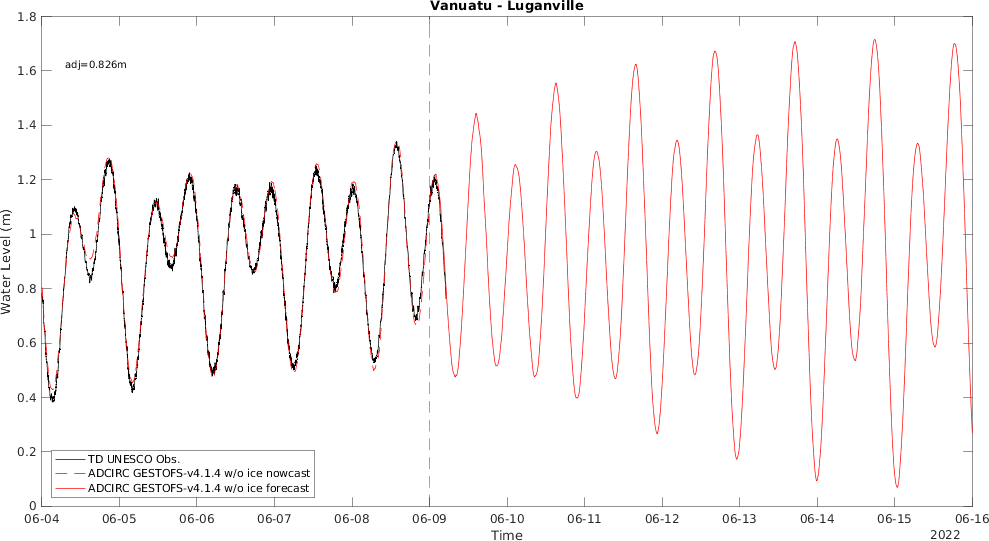 Vanuatu - Luganville
adj=0.826m
Water Level (m)
1.8
1.6
1.4
1.2
1
0.8
0.6
0.4
0.2
0
TD UNESCO Obs.
ADCIRC GESTOFS-v4.1.4 w/o ice nowcast
ADCIRC GESTOFS-v4.1.4 w/o ice forecast
06-04 06-05 06-06 06-07 06-08 06-09 06-10 06-11 06-12 06-13 06-14 06-15 06-16
Time
2022